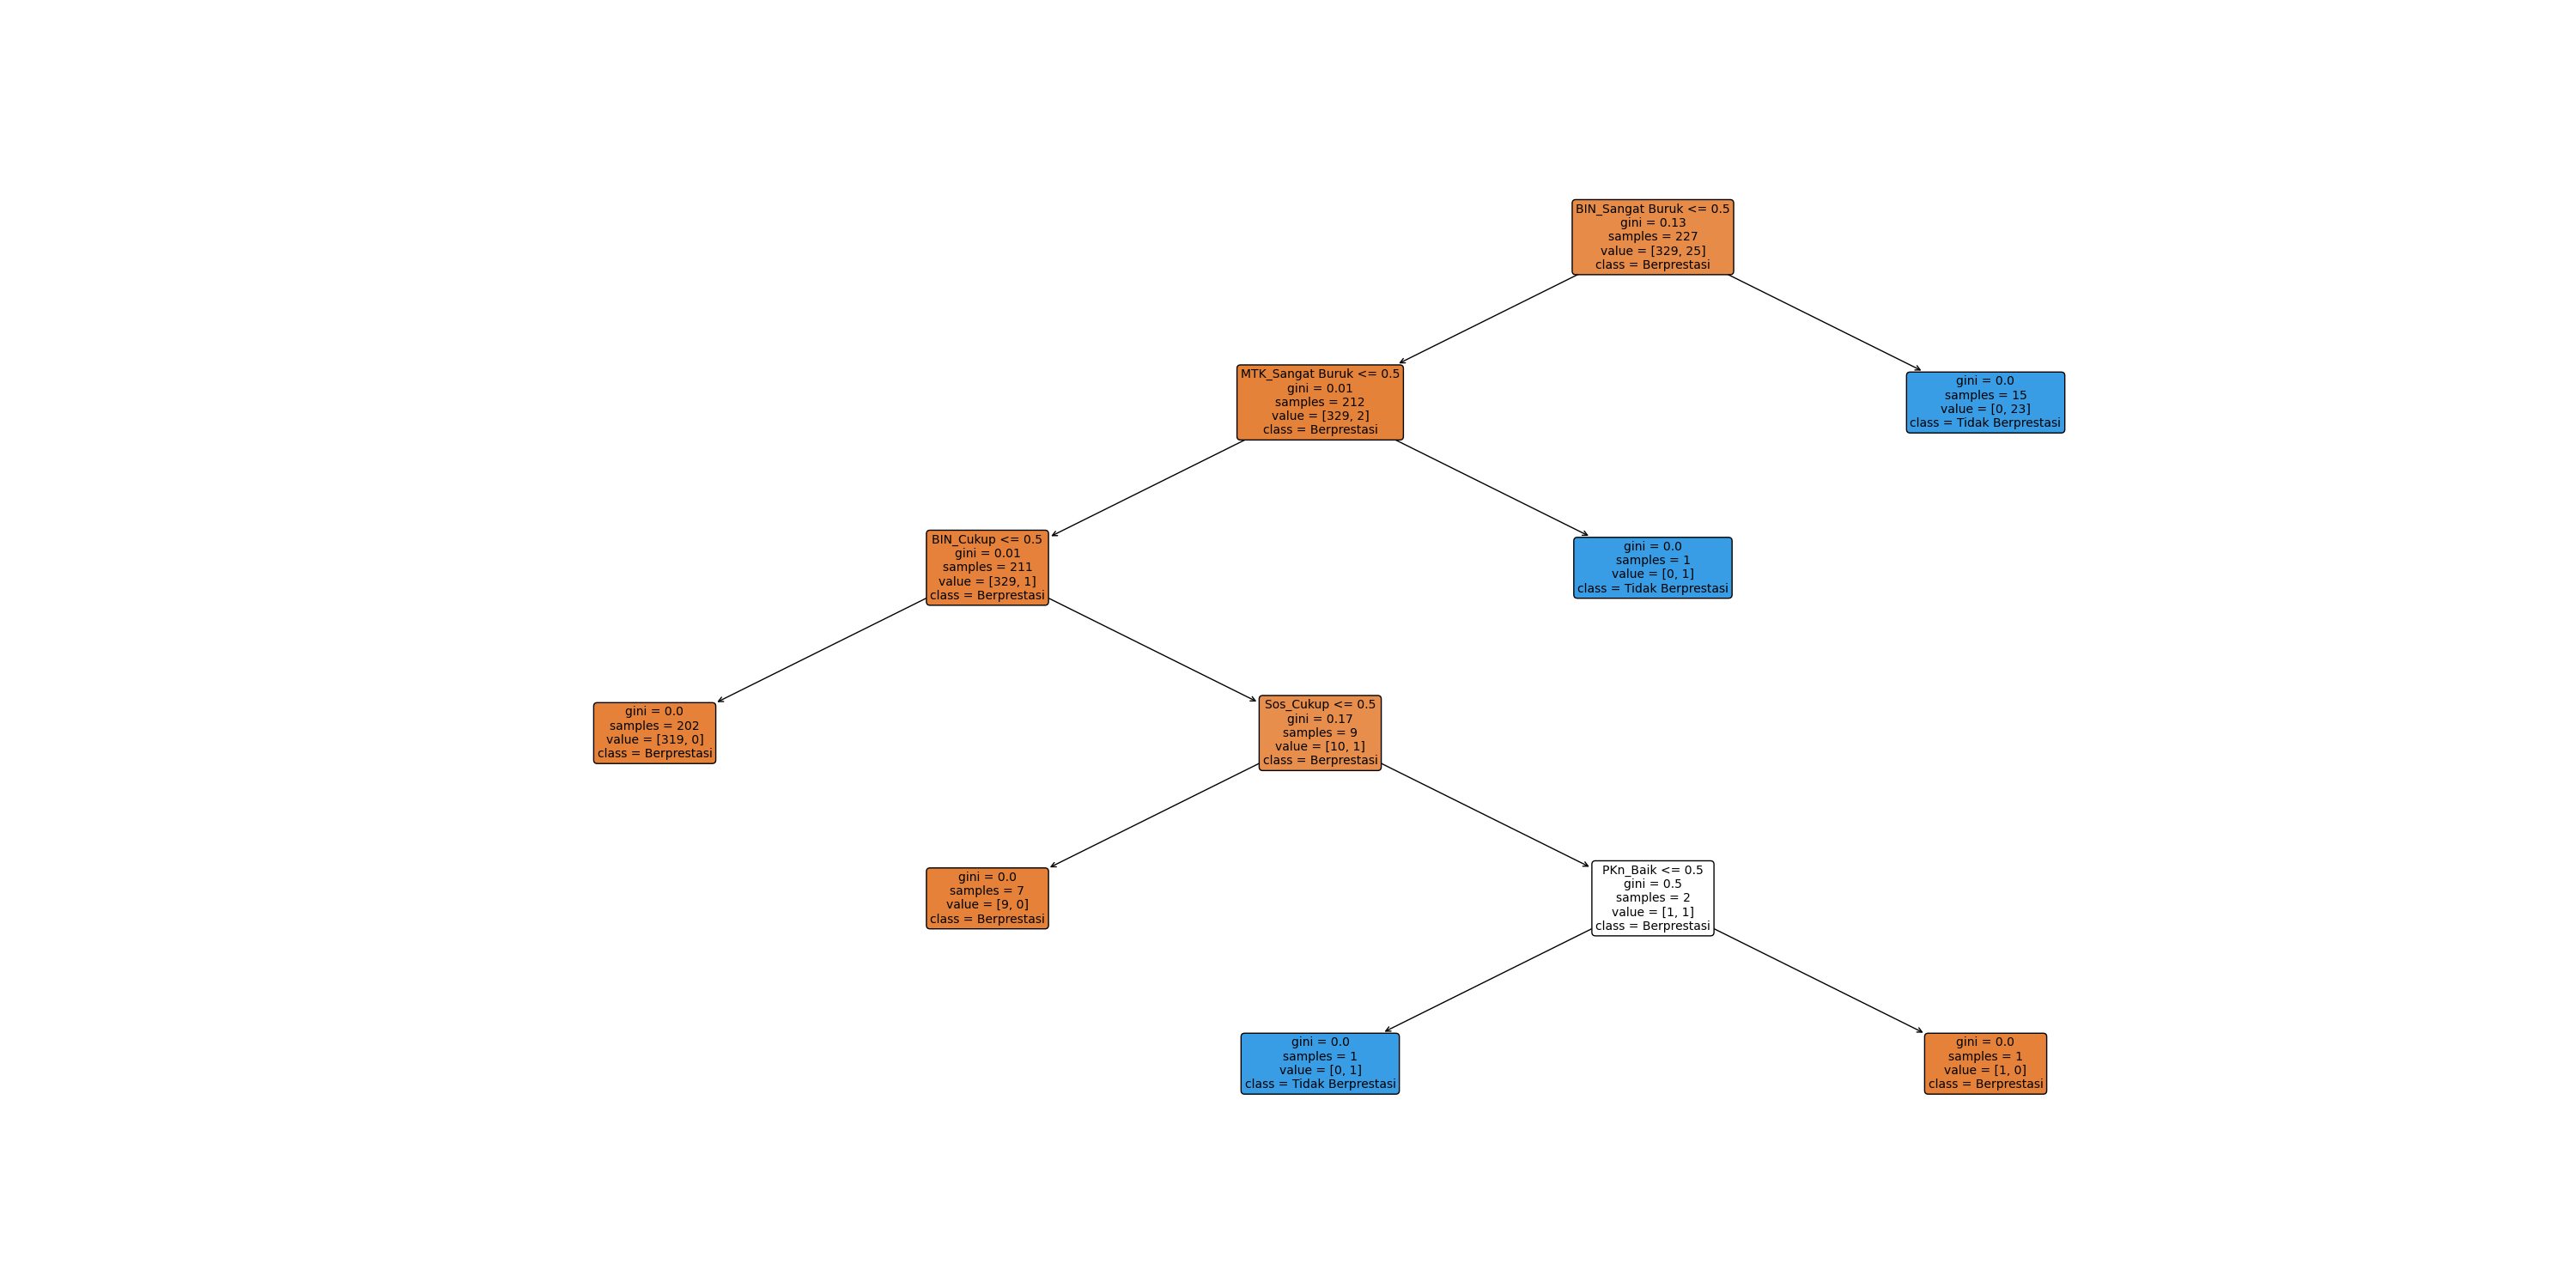 BIN_Sangat Buruk <= 0.5
gini = 0.13
samples = 227
value = [329, 25]
class = Berprestasi
MTK_Sangat Buruk <= 0.5
gini = 0.01
samples = 212
value = [329, 2]
class = Berprestasi
gini = 0.0
samples = 15
value = [0, 23]
class = Tidak Berprestasi
BIN_Cukup <= 0.5
gini = 0.01
samples = 211
value = [329, 1]
class = Berprestasi
gini = 0.0
samples = 1
value = [0, 1]
class = Tidak Berprestasi
gini = 0.0
samples = 202
value = [319, 0]
class = Berprestasi
Sos_Cukup <= 0.5
gini = 0.17
samples = 9
value = [10, 1]
class = Berprestasi
gini = 0.0
samples = 7
value = [9, 0]
class = Berprestasi
PKn_Baik <= 0.5
gini = 0.5
samples = 2
value = [1, 1]
class = Berprestasi
gini = 0.0
samples = 1
value = [0, 1]
class = Tidak Berprestasi
gini = 0.0
samples = 1
value = [1, 0]
class = Berprestasi